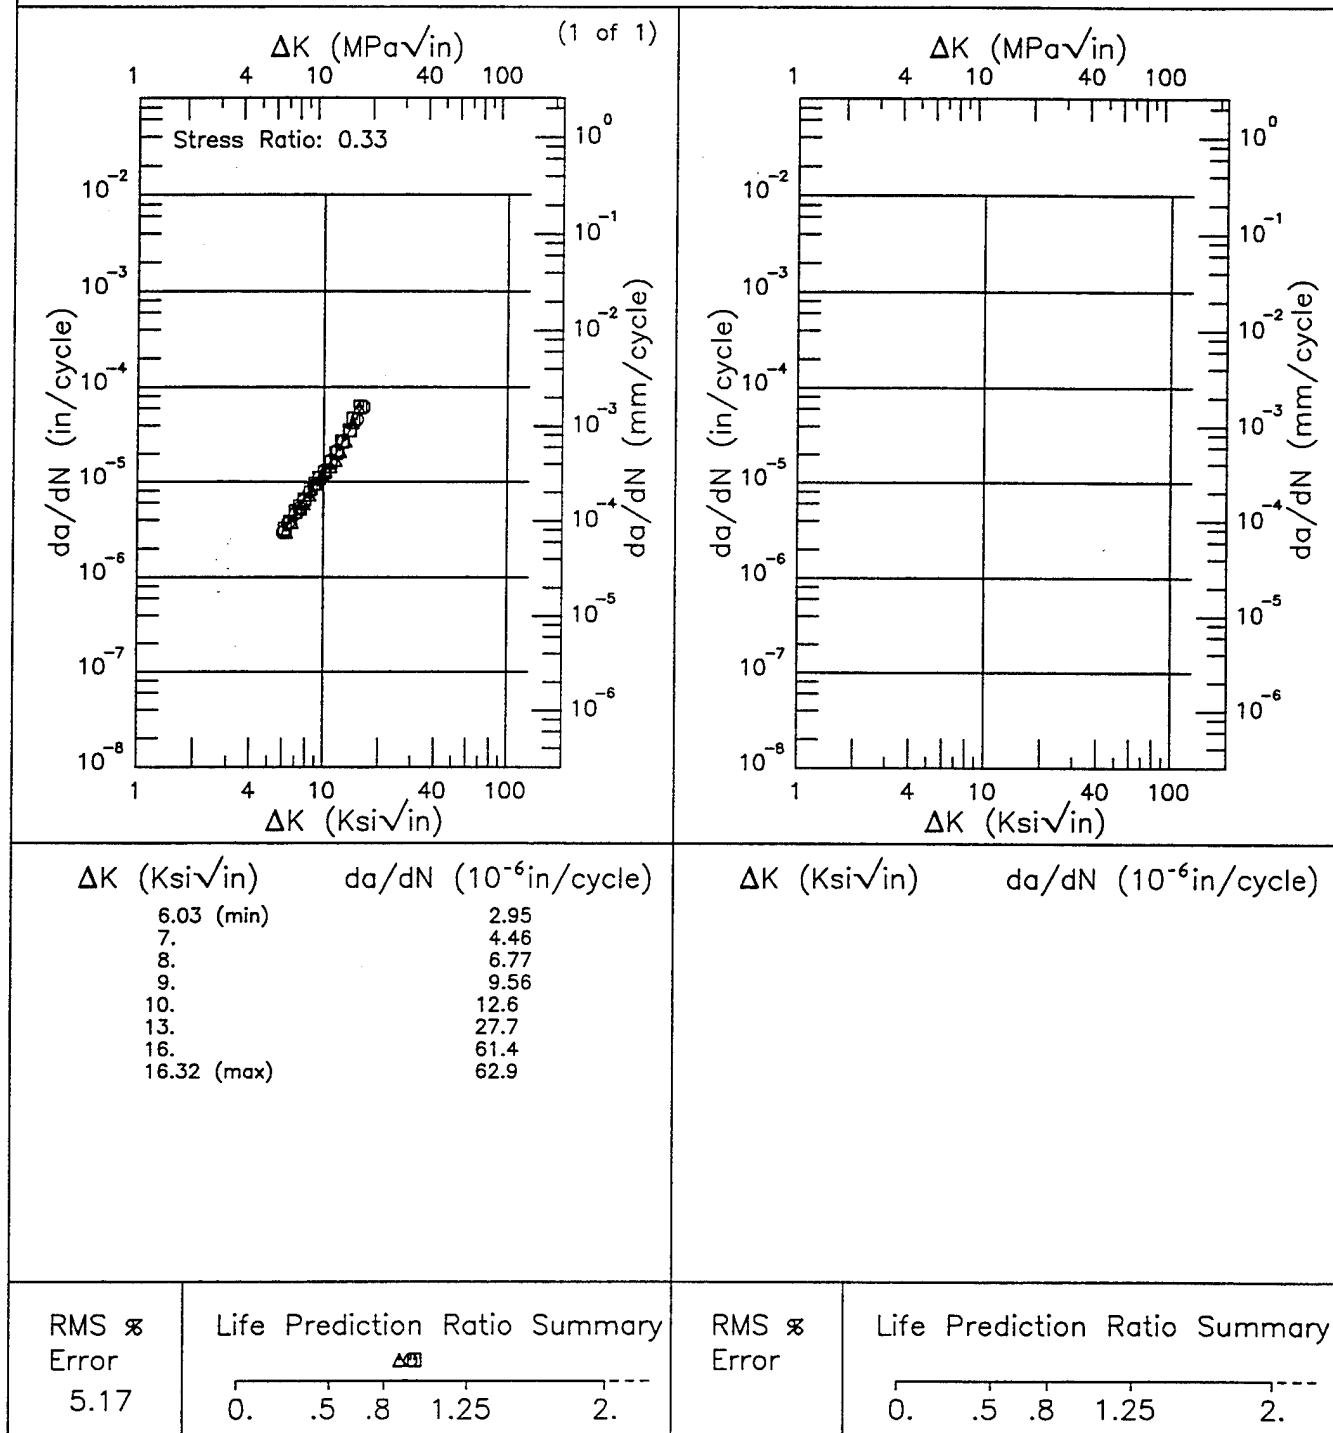 (1 of 1)
ΔK (MPa√in)
1 4 10 40 100
Stress Ratio: 0.33
10⁰
10⁻¹
10⁻²
10⁻³
10⁻⁴
10⁻⁵
10⁻⁶
da/dN (mm/cycle)
10⁻²
10⁻³
10⁻⁴
10⁻⁵
10⁻⁶
10⁻⁷
10⁻⁸
da/dN (in/cycle)
1 4 10 40 100
ΔK (Ksi√in)
ΔK (MPa√in)
1 4 10 40 100
10⁰
10⁻¹
10⁻²
10⁻³
10⁻⁴
10⁻⁵
10⁻⁶
da/dN (mm/cycle)
10⁻²
10⁻³
10⁻⁴
10⁻⁵
10⁻⁶
10⁻⁷
10⁻⁸
da/dN (in/cycle)
1 4 10 40 100
ΔK (Ksi√in)
ΔK (Ksi√in) da/dN (10⁻⁶in/cycle)
6.03 (min) 2.95
7. 4.46
8. 6.77
9. 9.56
10. 12.6
13. 27.7
16. 61.4
16.32 (max) 62.9
ΔK (Ksi√in) da/dN (10⁻⁶in/cycle)
RMS %
Error
5.17
Life Prediction Ratio Summary
0. .5 .8 1.25 2.
RMS %
Error
Life Prediction Ratio Summary
0. .5 .8 1.25 2.